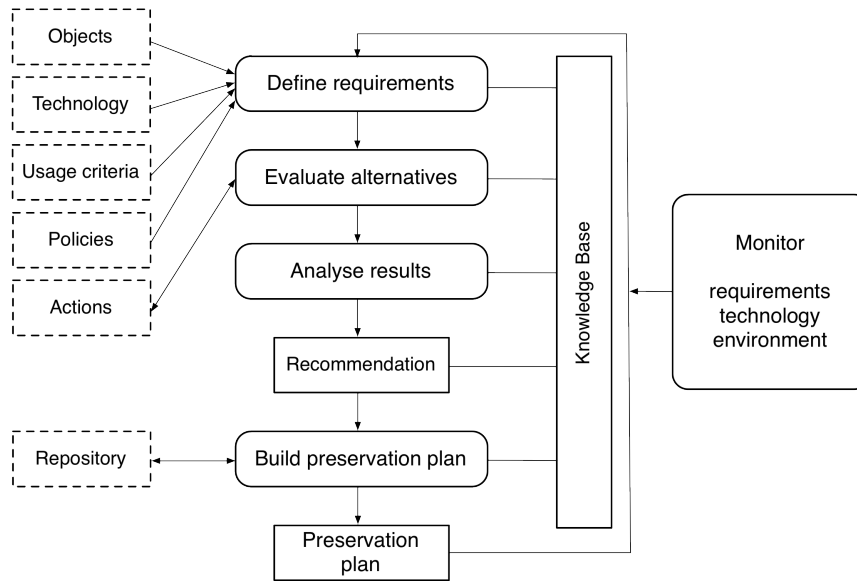 Objects
Technology
Usage criteria
Policies
Actions
Repository
Define requirements
Evaluate alternatives
Analyse results
Recommendation
Build preservation plan
Preservation
plan
Knowledge Base
Monitor
requirements
technology
environment